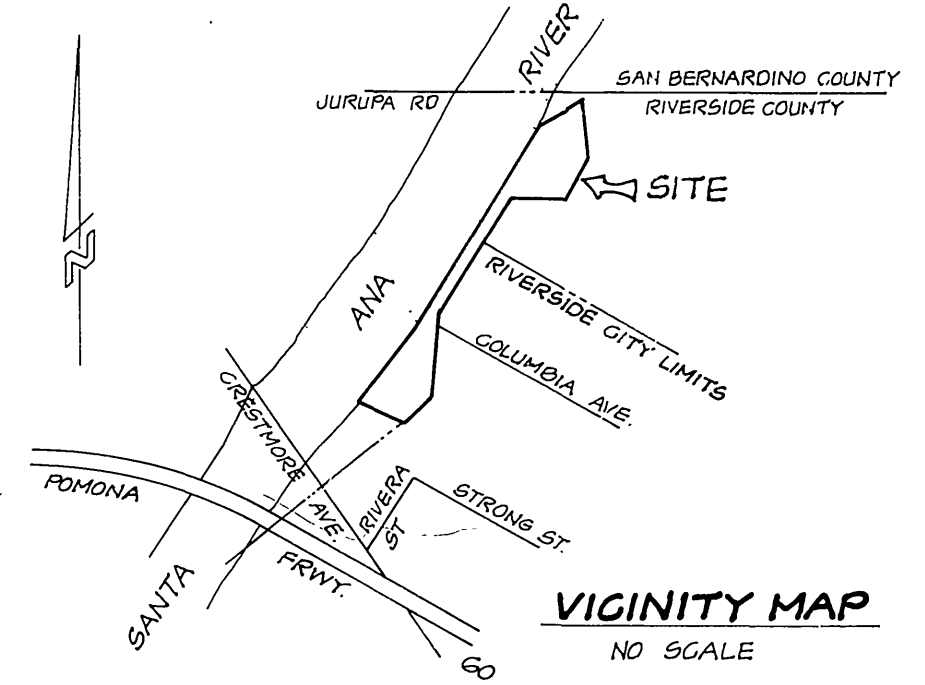 RIVER
SAN BERNARDINO COUNTY
JURUPA RD
RIVERSIDE COUNTY
SITE
N
ANA
RIVERSIDE CITY LIMITS
COLUMBIA AVE.
CRESTMORE AVE.
POMONA
RIVERA ST
STRONG ST.
FRWY.
SANTA
60
VICINITY MAP
NO SCALE